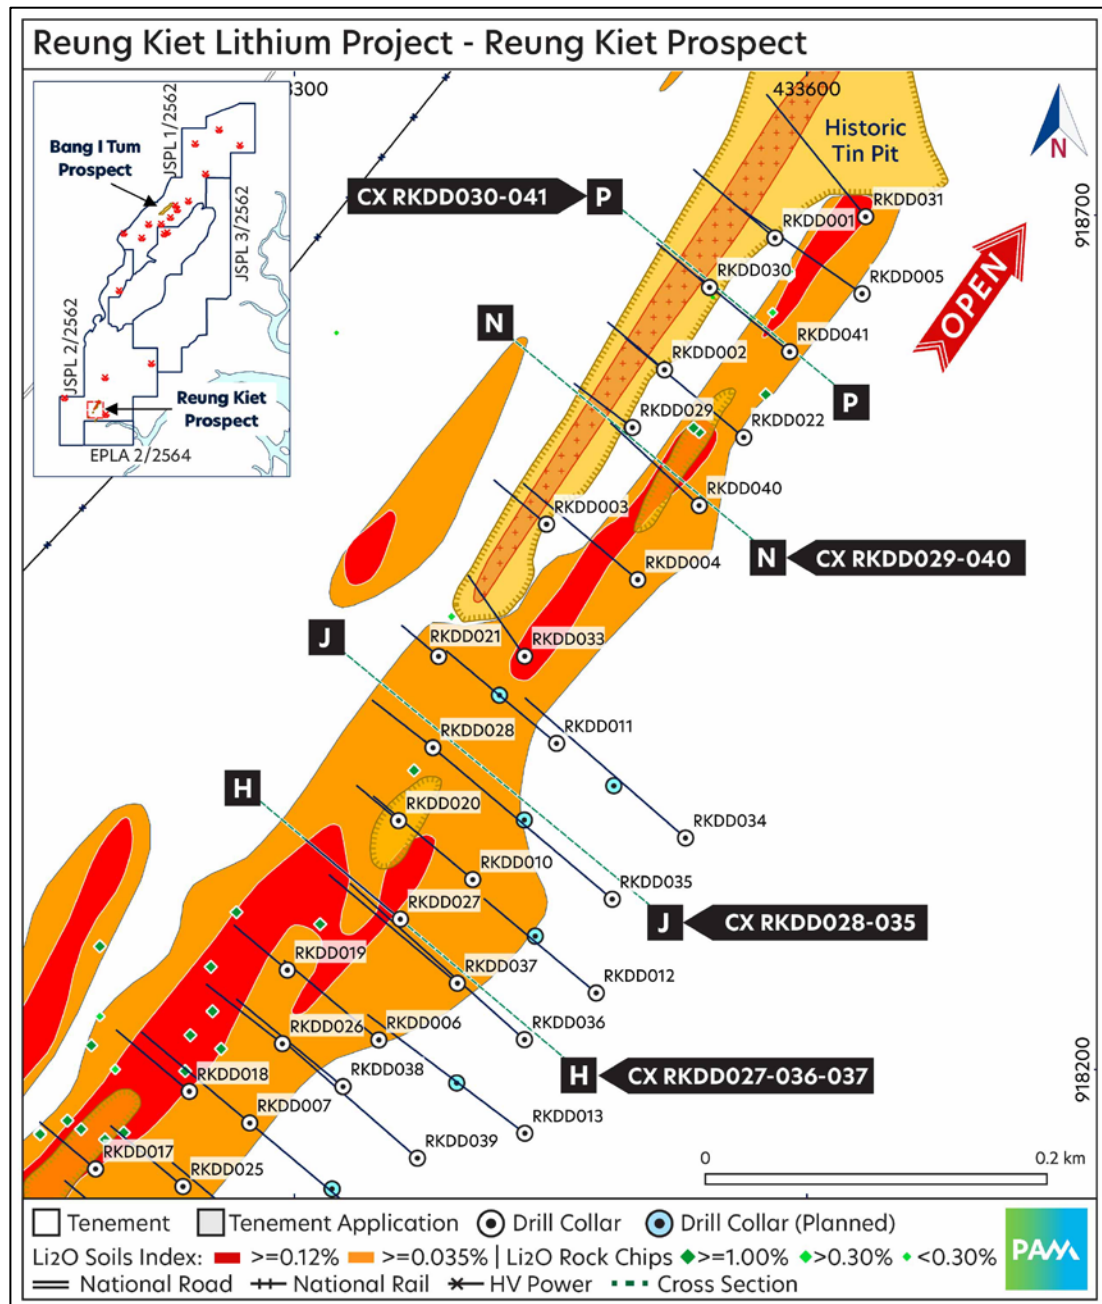 Reung Kiet Lithium Project - Reung Kiet Prospect
3300
433600
JSPL 1/2562
Bang I Tum
Prospect
JSPL 3/2562
JSPL 2/2562
Reung Kiet
Prospect
EPLA 2/2564
Historic
Tin Pit
N
CX RKDD030-041
P
RKDD031
918700
RKDD001
RKDD030
RKDD005
OPEN
N
RKDD041
RKDD002
P
RKDD029
RKDD022
RKDD040
RKDD003
N
CX RKDD029-040
RKDD004
J
RKDD021
RKDD033
RKDD028
RKDD011
H
RKDD020
RKDD034
RKDD010
RKDD035
RKDD027
J
CX RKDD028-035
RKDD019
RKDD037
RKDD012
RKDD026
RKDD006
RKDD036
RKDD038
H
CX RKDD027-036-037
918200
RKDD018
RKDD007
RKDD013
RKDD039
RKDD017
RKDD025
0
0.2 km
Tenement
Tenement Application
Drill Collar
Drill Collar (Planned)
Li2O Soils Index: >=0.12% >=0.035% | Li2O Rock Chips >=1.00% >0.30% <0.30%
National Road
National Rail
HV Power
Cross Section
PAM